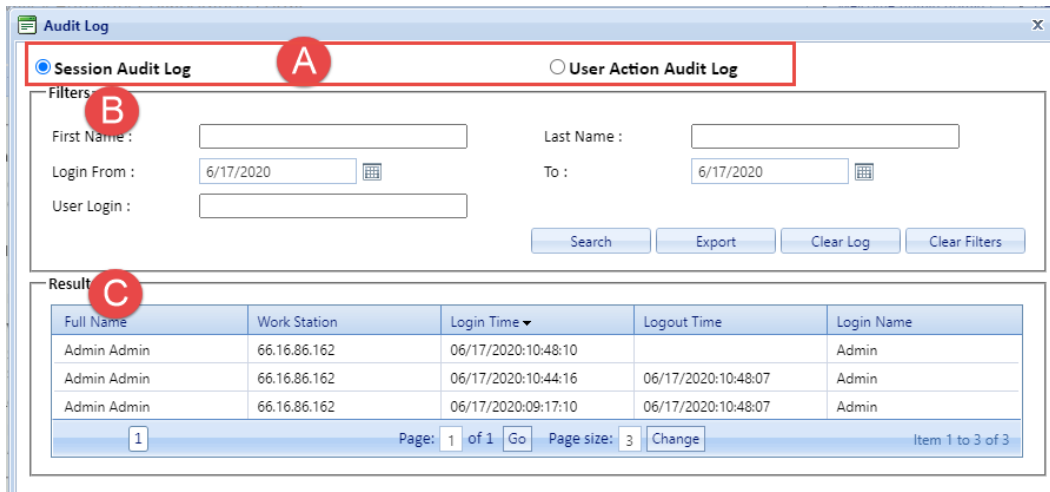 Audit Log X
A
Session Audit Log User Action Audit Log
Filters
B
First Name : Last Name :
Login From : 6/17/2020 To : 6/17/2020
User Login :
Search Export Clear Log Clear Filters
Result
C
Full Name Work Station Login Time Logout Time Login Name
Admin Admin 66.16.86.162 06/17/2020:10:48:10 Admin
Admin Admin 66.16.86.162 06/17/2020:10:44:16 06/17/2020:10:48:07 Admin
Admin Admin 66.16.86.162 06/17/2020:09:17:10 06/17/2020:10:48:07 Admin
1 Page: 1 of 1 Go Page size: 3 Change Item 1 to 3 of 3